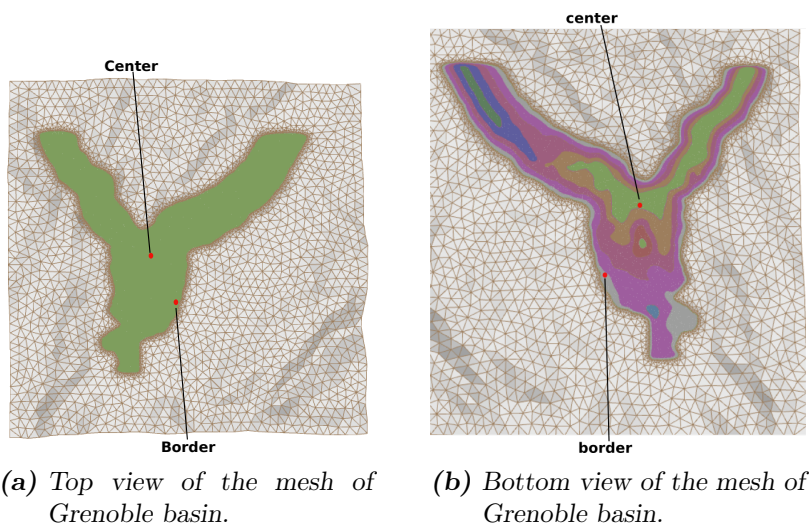 Center
Border
(a) Top view of the mesh of
Grenoble basin.
center
border
(b) Bottom view of the mesh of
Grenoble basin.